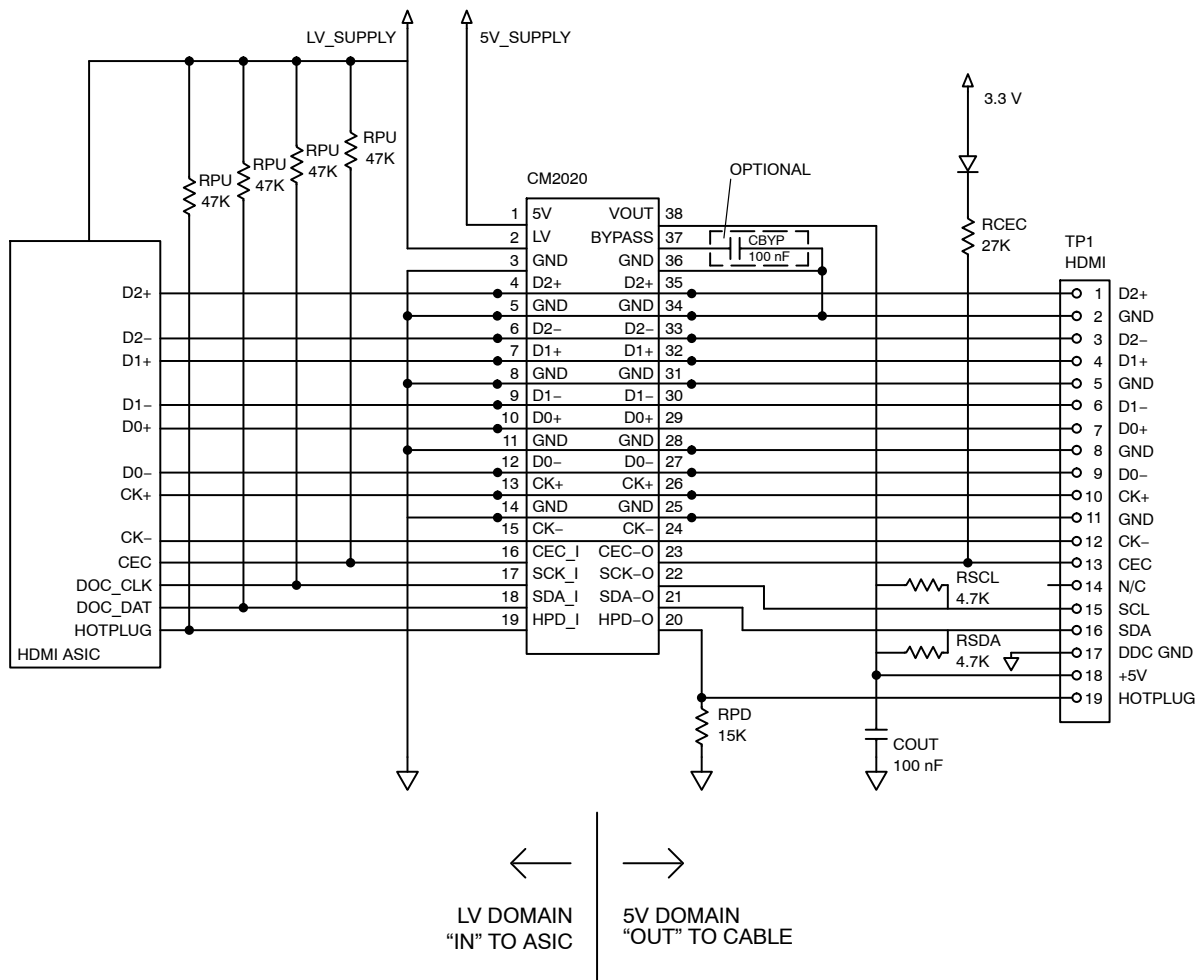 LV_SUPPLY
5V_SUPPLY
3.3 V
RPU
47K
RPU
47K
RPU
47K
RPU
47K
OPTIONAL
CM2020
CBYP
100 nF
RCEC
27K
TP1
HDMI
1 5V VOUT 38
2 LV BYPASS 37
3 GND GND 36
4 D2+ D2+ 35
5 GND GND 34
6 D2− D2− 33
7 D1+ D1+ 32
8 GND GND 31
9 D1− D1− 30
10 D0+ D0+ 29
11 GND GND 28
12 D0− D0− 27
13 CK+ CK+ 26
14 GND GND 25
15 CK− CK− 24
16 CEC_I CEC−O 23
17 SCK_I SCK−O 22
18 SDA_I SDA−O 21
19 HPD_I HPD−O 20
D2+
D2−
D1+
D1−
D0+
D0−
CK+
CK−
CEC
DOC_CLK
DOC_DAT
HOTPLUG
HDMI ASIC
1 D2+
2 GND
3 D2−
4 D1+
5 GND
6 D1−
7 D0+
8 GND
9 D0−
10 CK+
11 GND
12 CK−
13 CEC
14 N/C
15 SCL
16 SDA
17 DDC GND
18 +5V
19 HOTPLUG
RSCL
4.7K
RSDA
4.7K
RPD
15K
COUT
100 nF
LV DOMAIN
“IN” TO ASIC
5V DOMAIN
“OUT” TO CABLE